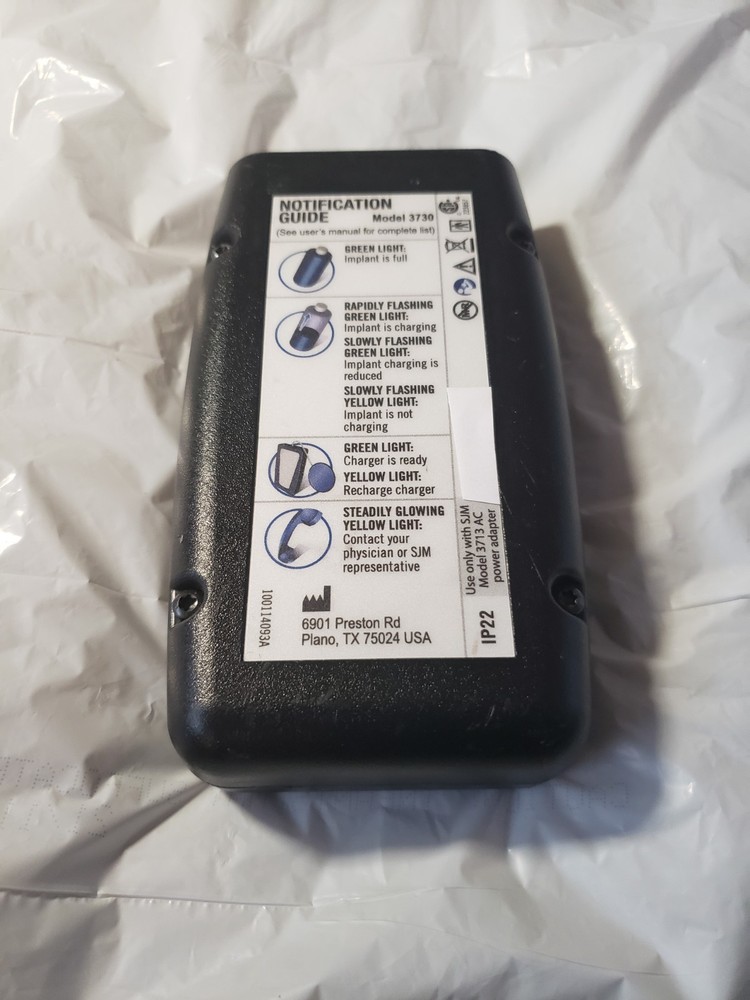 NOTIFICATION
GUIDE Model 3730
(See user's manual for complete list)
GREEN LIGHT:
Implant is full
RAPIDLY FLASHING
GREEN LIGHT:
Implant is charging
SLOWLY FLASHING
GREEN LIGHT:
Implant charging is
reduced
SLOWLY FLASHING
YELLOW LIGHT:
Implant is not
charging
GREEN LIGHT:
Charger is ready
YELLOW LIGHT:
Recharge charger
STEADILY GLOWING
YELLOW LIGHT:
Contact your
physician or SJM
representative
6901 Preston Rd
Plano, TX 75024 USA
100114093A
Use only with SJM
Model 3713 AC
power adapter
IP22